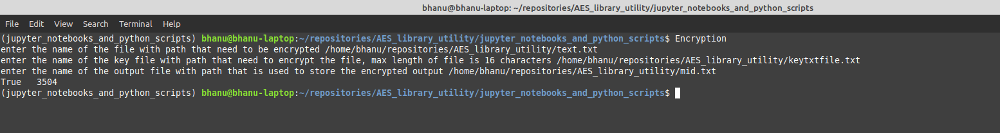 bhanu@bhanu-laptop: ~/repositories/AES_library_utility/jupyter_notebooks_and_python_scripts
File Edit View Search Terminal Help
(jupyter_notebooks_and_python_scripts) bhanu@bhanu-laptop:~/repositories/AES_library_utility/jupyter_notebooks_and_python_scripts$ Encryption
enter the name of the file with path that need to be encrypted /home/bhanu/repositories/AES_library_utility/text.txt
enter the name of the key file with path that need to encrypt the file, max length of file is 16 characters /home/bhanu/repositories/AES_library_utility/keytxtfile.txt
enter the name of the output file with path that is used to store the encrypted output /home/bhanu/repositories/AES_library_utility/mid.txt
True   3504
(jupyter_notebooks_and_python_scripts) bhanu@bhanu-laptop:~/repositories/AES_library_utility/jupyter_notebooks_and_python_scripts$